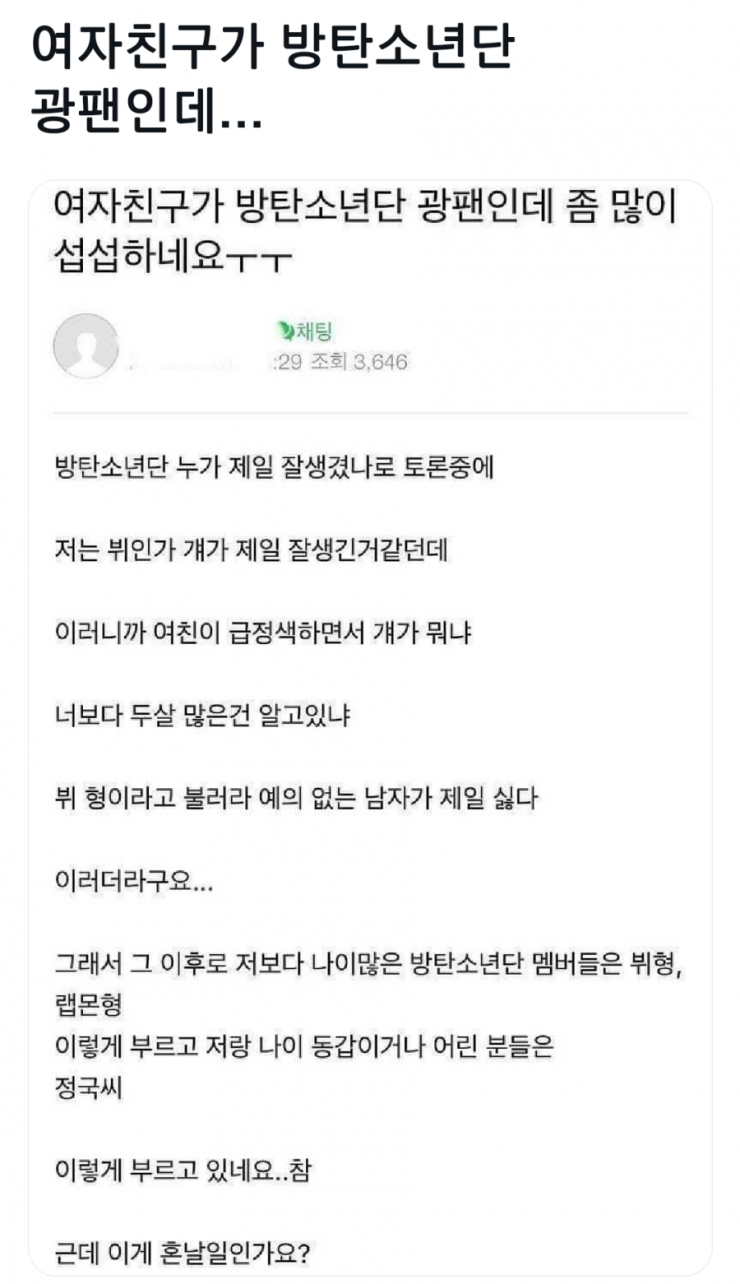 여자친구가 방탄소년단
광팬인데...
여자친구가 방탄소년단 광팬인데 좀 많이
섭섭하네요ㅜㅜ
채팅
:29 조회 3,646
방탄소년단 누가 제일 잘생겼나로 토론중에
저는 뷔인가 걔가 제일 잘생긴거같던데
이러니까 여친이 급정색하면서 걔가 뭐냐
너보다 두살 많은건 알고있냐
뷔 형이라고 불러라 예의 없는 남자가 제일 싫다
이러더라구요...
그래서 그 이후로 저보다 나이많은 방탄소년단 멤버들은 뷔형,
랩몬형
이렇게 부르고 저랑 나이 동갑이거나 어린 분들은
정국씨
이렇게 부르고 있네요..참
근데 이게 혼날일인가요?